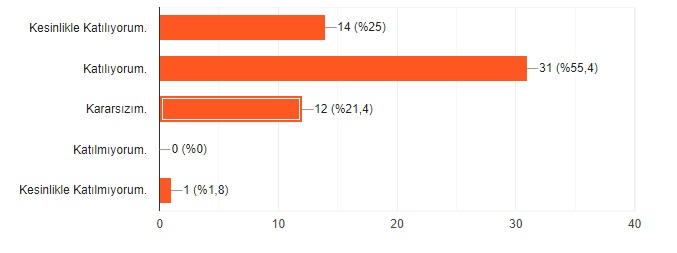 Kesinlikle Katılıyorum.
14 (%25)
Katılıyorum.
31 (%55,4)
Kararsızım.
12 (%21,4)
Katılmıyorum.
0 (%0)
Kesinlikle Katılmıyorum.
1 (%1,8)
0 10 20 30 40